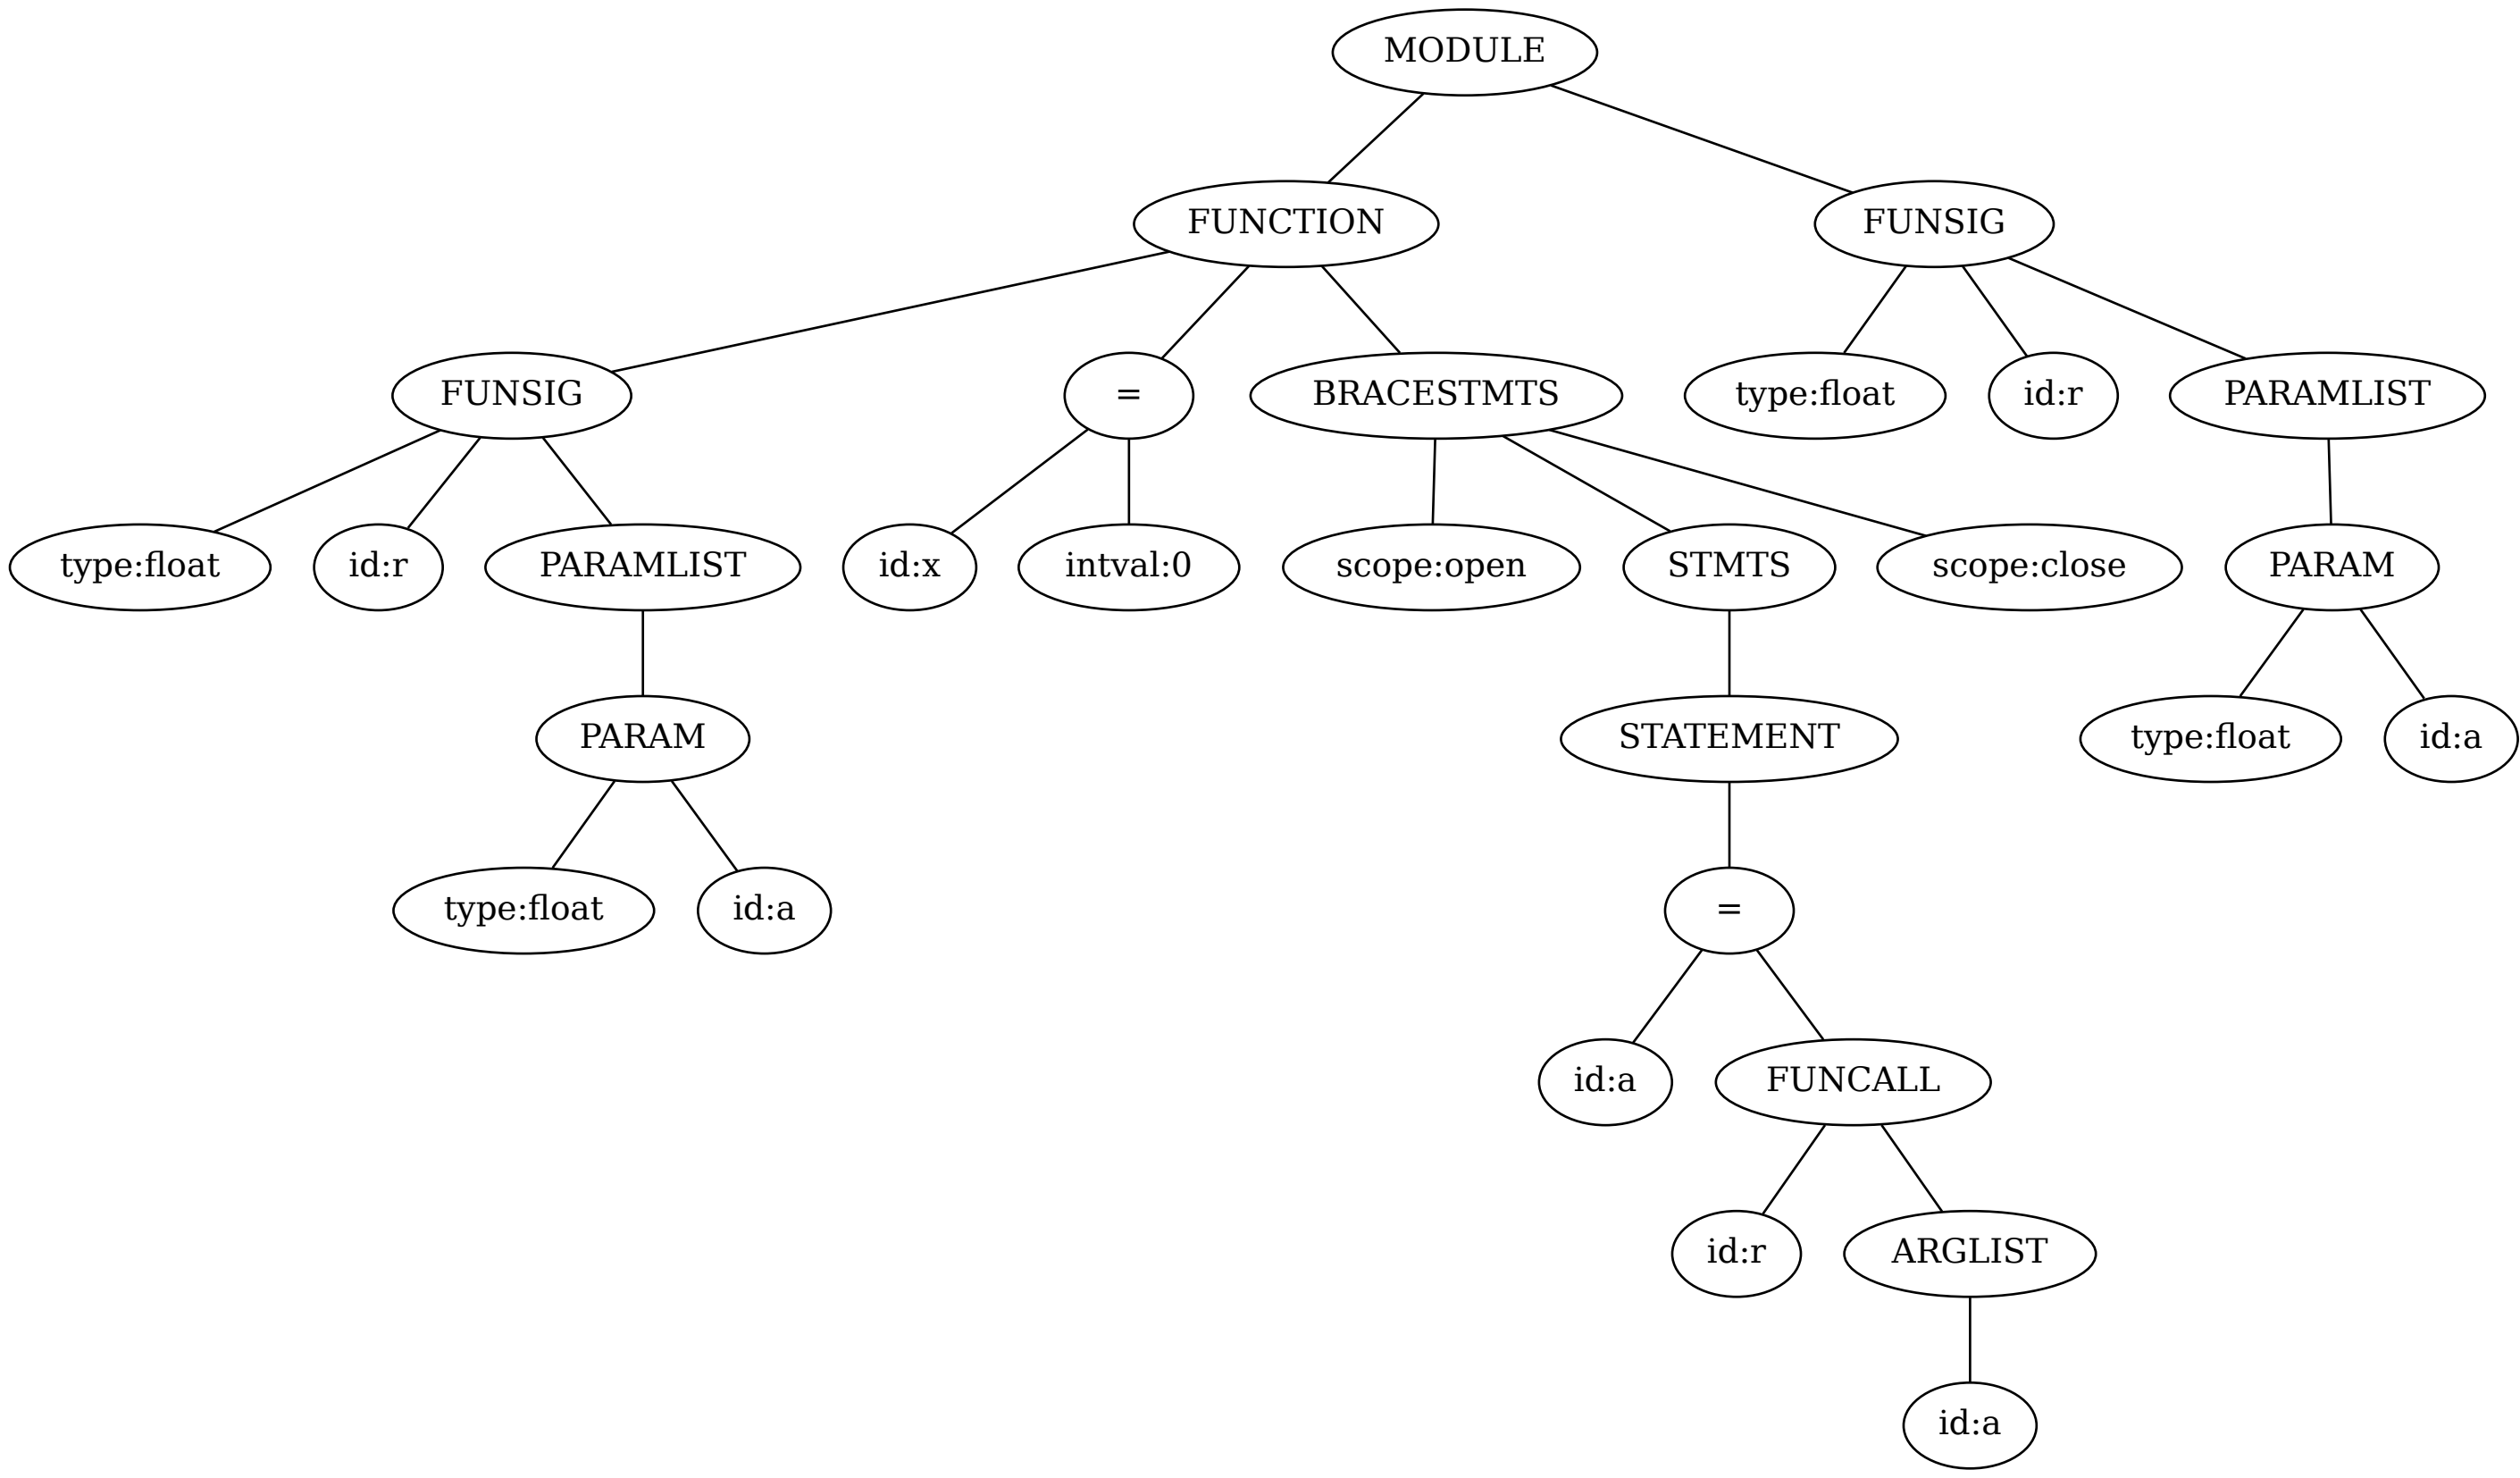 MODULE
FUNCTION FUNSIG
FUNSIG = BRACESTMTS type:float id:r PARAMLIST
type:float id:r PARAMLIST id:x intval:0 scope:open STMTS scope:close PARAM
PARAM STATEMENT type:float id:a
type:float id:a =
id:a FUNCALL
id:r ARGLIST
id:a